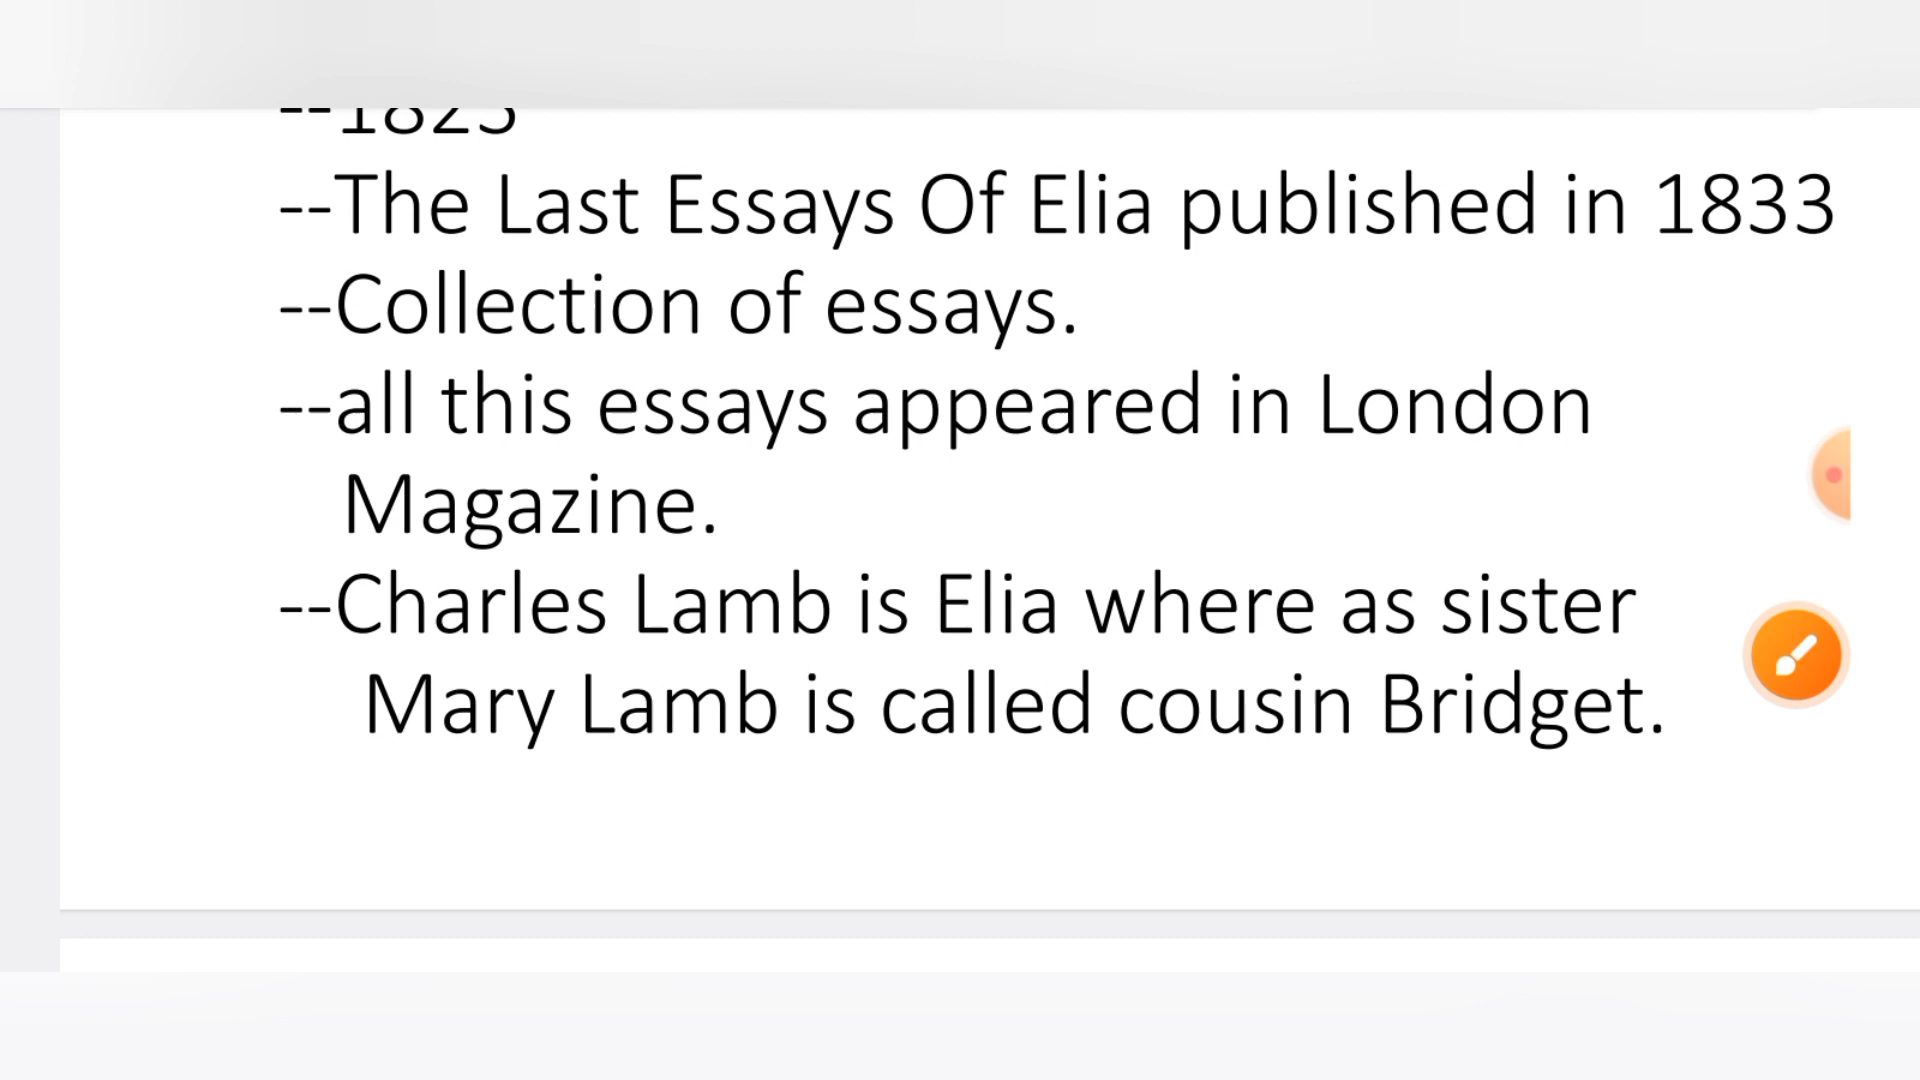 --The Last Essays Of Elia published in 1833
--Collection of essays.
--all this essays appeared in London
Magazine.
--Charles Lamb is Elia where as sister
Mary Lamb is called cousin Bridget.